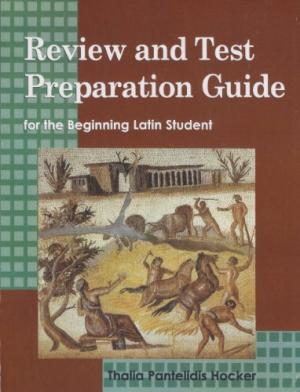 Review and Test
Preparation Guide
for the Beginning Latin Student
Thalia Pantelidis Hocker